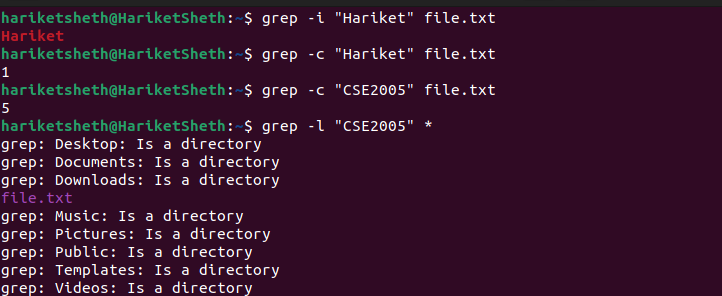 hariketsheth@HariketSheth:~$ grep -i "Hariket" file.txt
Hariket
hariketsheth@HariketSheth:~$ grep -c "Hariket" file.txt
1
hariketsheth@HariketSheth:~$ grep -c "CSE2005" file.txt
5
hariketsheth@HariketSheth:~$ grep -l "CSE2005" *
grep: Desktop: Is a directory
grep: Documents: Is a directory
grep: Downloads: Is a directory
file.txt
grep: Music: Is a directory
grep: Pictures: Is a directory
grep: Public: Is a directory
grep: Templates: Is a directory
grep: Videos: Is a directory